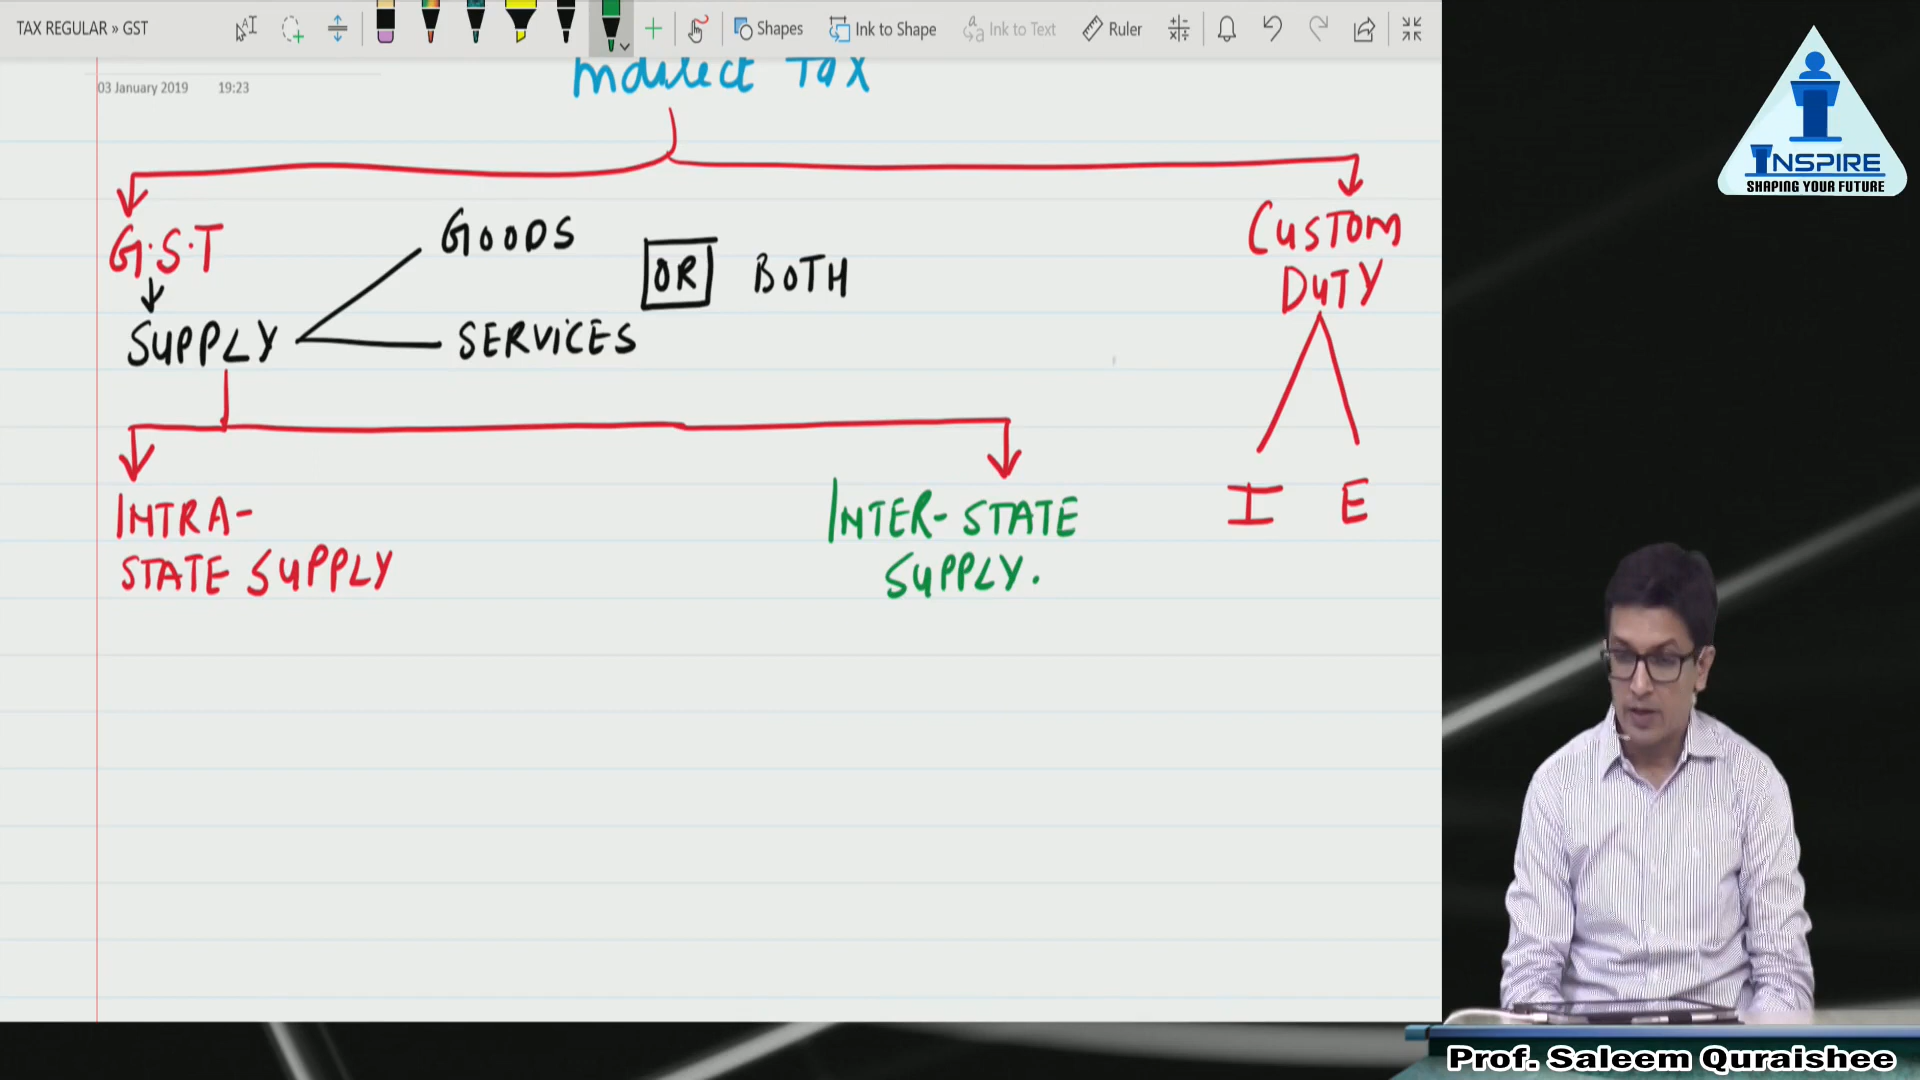 TAX REGULAR » GST
Shapes
Ink to Shape
Ink to Text
Ruler
Indirect Tax
03 January 2019 19:23
G.S.T
GOODS
OR BOTH
SUPPLY
SERVICES
CUSTOM
DUTY
I E
INTRA-
STATE SUPPLY
INTER-STATE
SUPPLY.
INSPIRE
SHAPING YOUR FUTURE
Prof. Saleem Quraishee